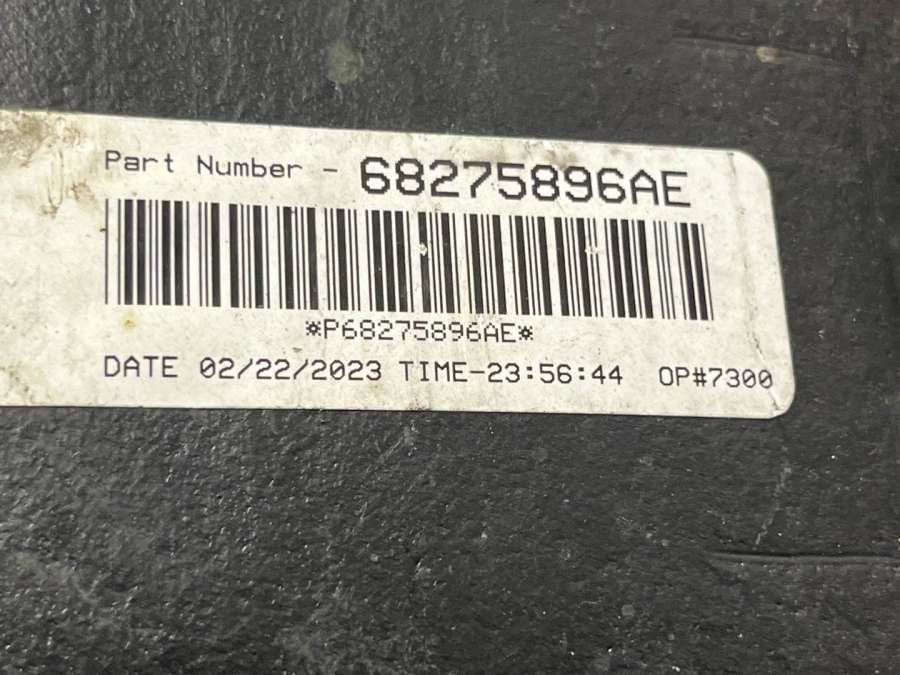 Part Number - 68275896AE
*P68275896AE*
DATE 02/22/2023 TIME-23:56:44 OP#7300